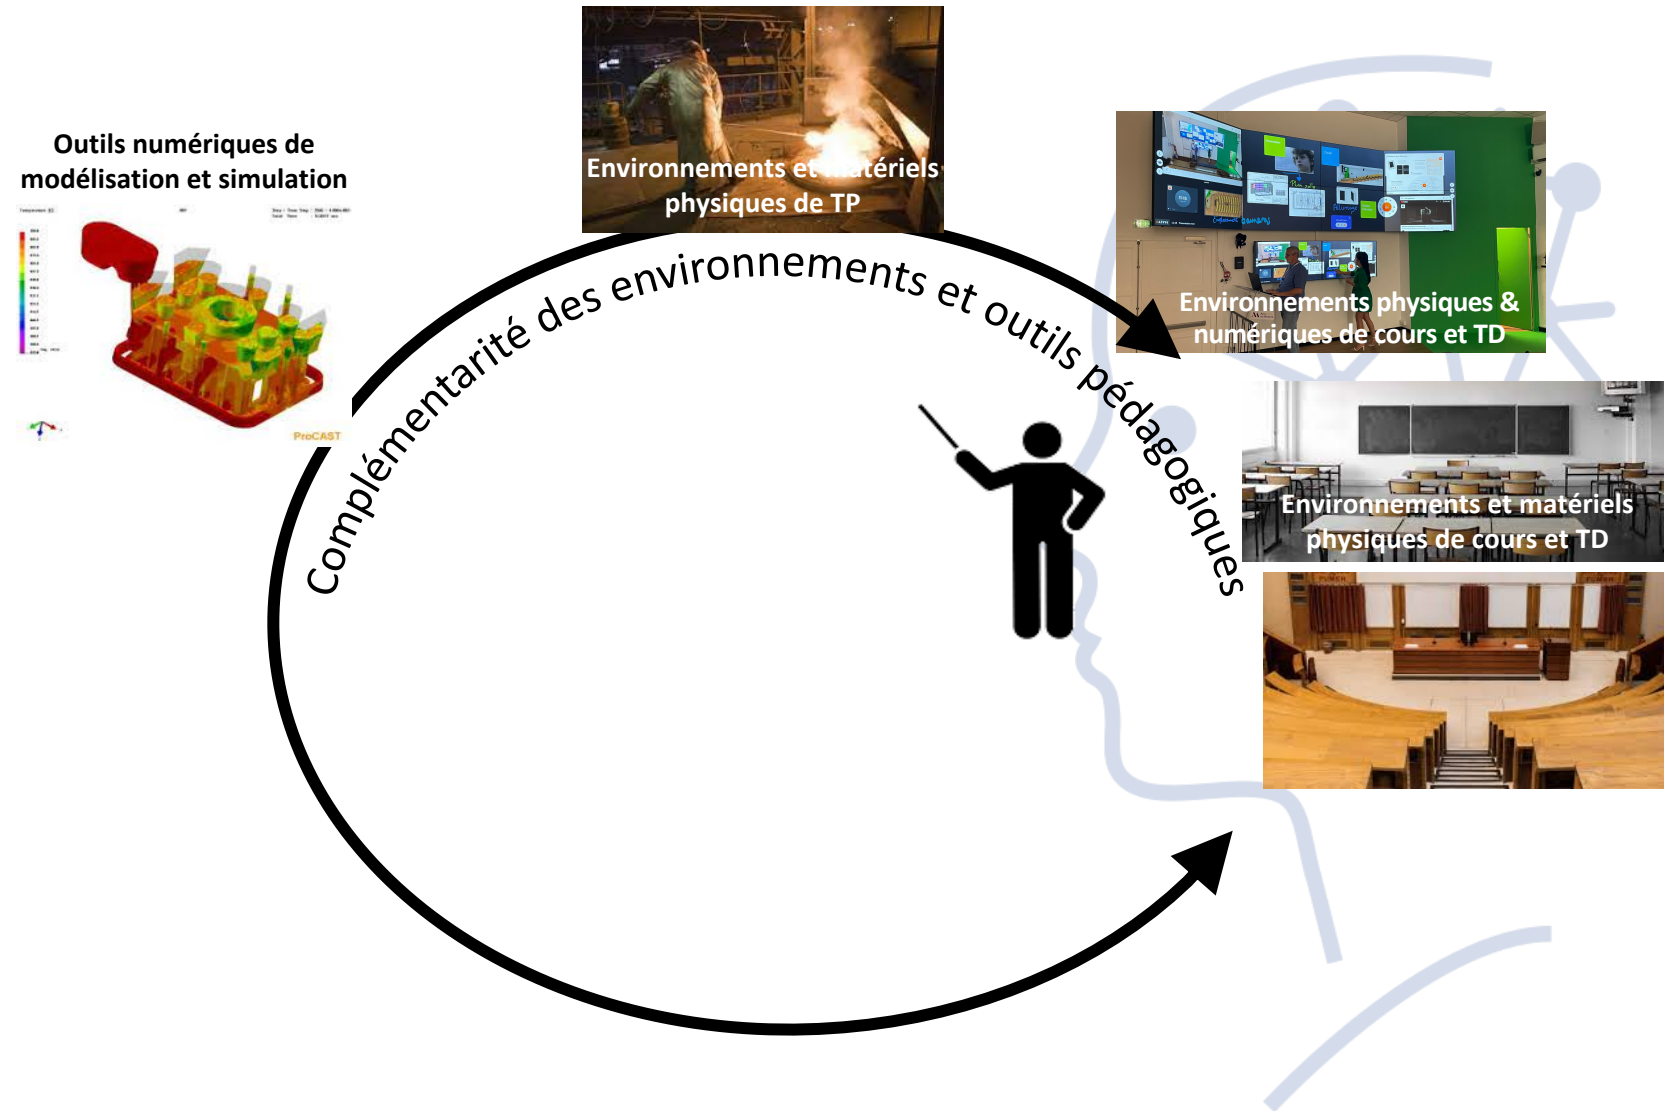 Outils numériques de
modélisation et simulation
ProCAST
Environnements et matériels
physiques de TP
Complémentarité des environnements et outils pédagogiques
Environnements physiques &
numériques de cours et TD
Environnements et matériels
physiques de cours et TD